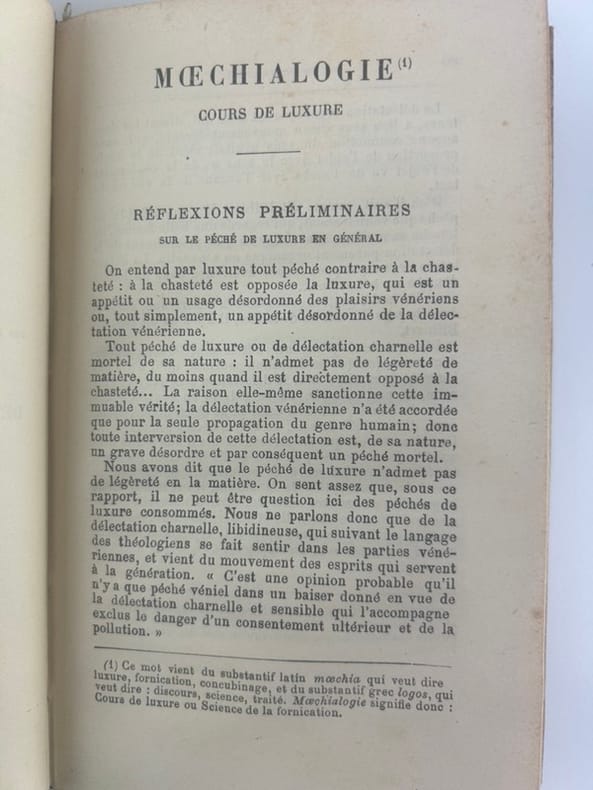 MŒCHIALOGIE (1)
COURS DE LUXURE
RÉFLEXIONS PRÉLIMINAIRES
SUR LE PÉCHÉ DE LUXURE EN GÉNÉRAL
On entend par luxure tout péché contraire à la chas-
teté : à la chasteté est opposée la luxure, qui est un
appétit ou un usage désordonné des plaisirs vénériens
ou, tout simplement, un appétit désordonné de la délec-
tation vénérienne.
Tout péché de luxure ou de délectation charnelle est
mortel de sa nature : il n'admet pas de légèreté de
matière, du moins quand il est directement opposé à la
chasteté... La raison elle-même sanctionne cette im-
muable vérité; la délectation vénérienne n'a été accordée
que pour la seule propagation du genre humain; donc
toute interversion de cette délectation est, de sa nature,
un grave désordre et par conséquent un péché mortel.
Nous avons dit que le péché de luxure n'admet pas
de légèreté en la matière. On sent assez que, sous ce
rapport, il ne peut être question ici des péchés de
luxure consommés. Nous ne parlons donc que de la
délectation charnelle, libidineuse, qui suivant le langage
des théologiens se fait sentir dans les parties véné-
riennes, et vient du mouvement des esprits qui servent
à la génération. « C'est une opinion probable qu'il
n'y a que péché véniel dans un baiser donné en vue de
la délectation charnelle et sensible qui l'accompagne
exclus le danger d'un consentement ultérieur et de la
pollution. »
(1) Ce mot vient du substantif latin mœchia qui veut dire
luxure, fornication, concubinage, et du substantif grec logos, qui
veut dire : discours, science, traité. Mœchialogie signifie donc :
Cours de luxure ou Science de la fornication.